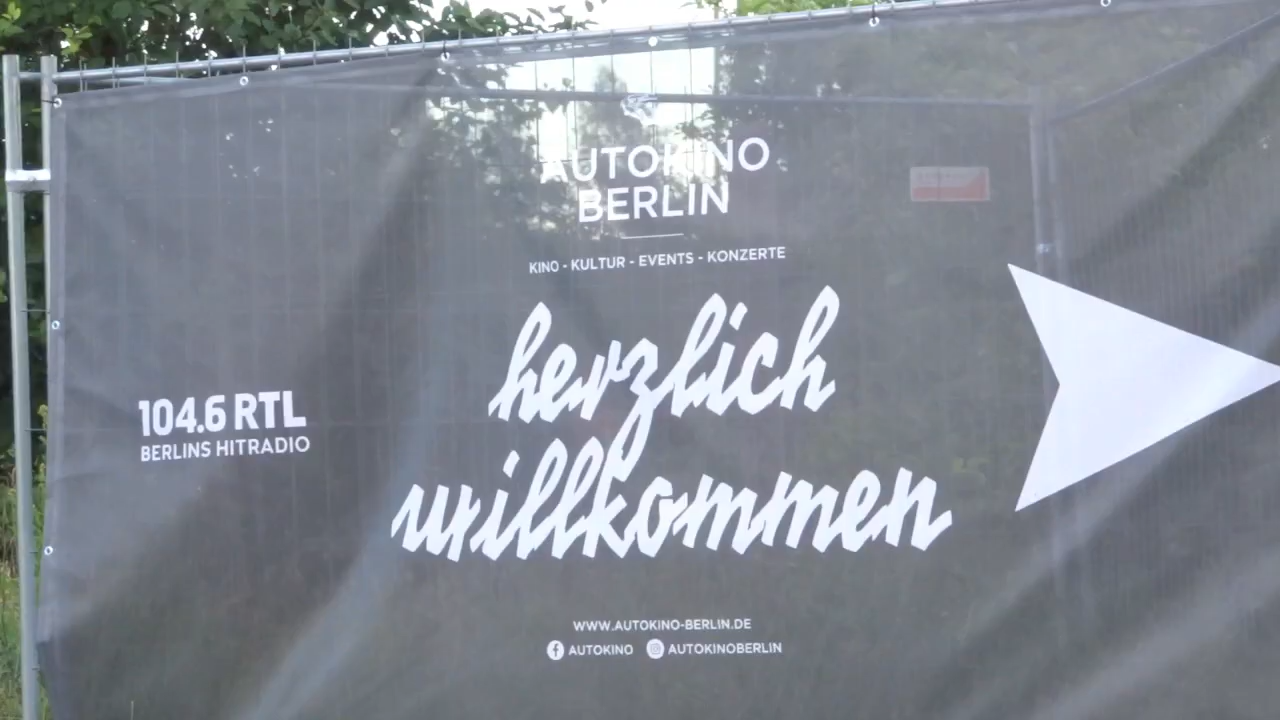 AUTOKINO
BERLIN
KINO - KULTUR - EVENTS - KONZERTE
herzlich
willkommen
104.6 RTL
BERLINS HITRADIO
WWW.AUTOKINO-BERLIN.DE
AUTOKINO AUTOKINOBERLIN